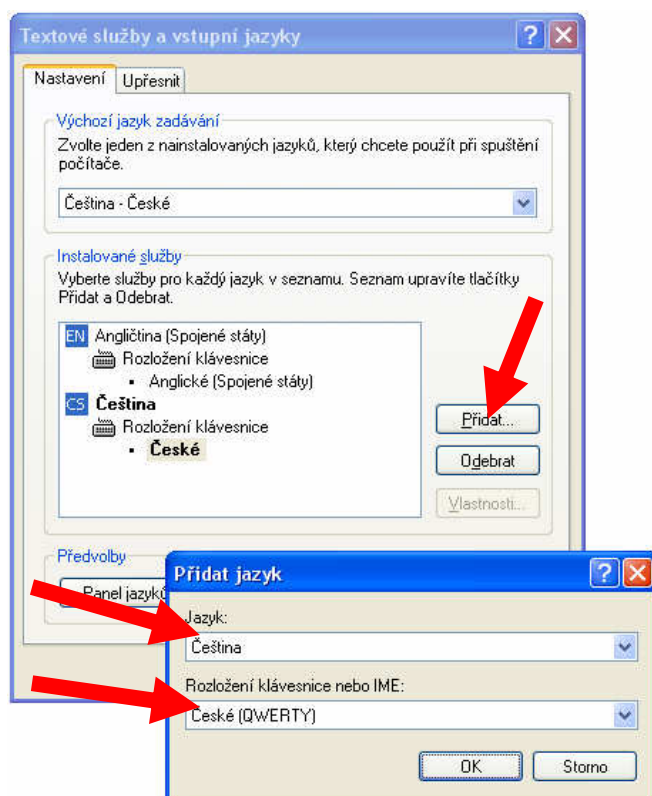 Textové služby a vstupní jazyky
Nastavení
Upřesnit
Výchozí jazyk zadávání
Zvolte jeden z nainstalovaných jazyků, který chcete použít při spuštění
počítače.
Čeština - České
Instalované služby
Vyberte služby pro každý jazyk v seznamu. Seznam upravíte tlačítky
Přidat a Odebrat.
EN Angličtina (Spojené státy)
Rozložení klávesnice
• Anglické (Spojené státy)
CS Čeština
Rozložení klávesnice
• České
Přidat...
Odebrat
Vlastnosti...
Předvolby
Panel jazyků
Přidat jazyk
Jazyk:
Čeština
Rozložení klávesnice nebo IME:
České (QWERTY)
OK
Storno